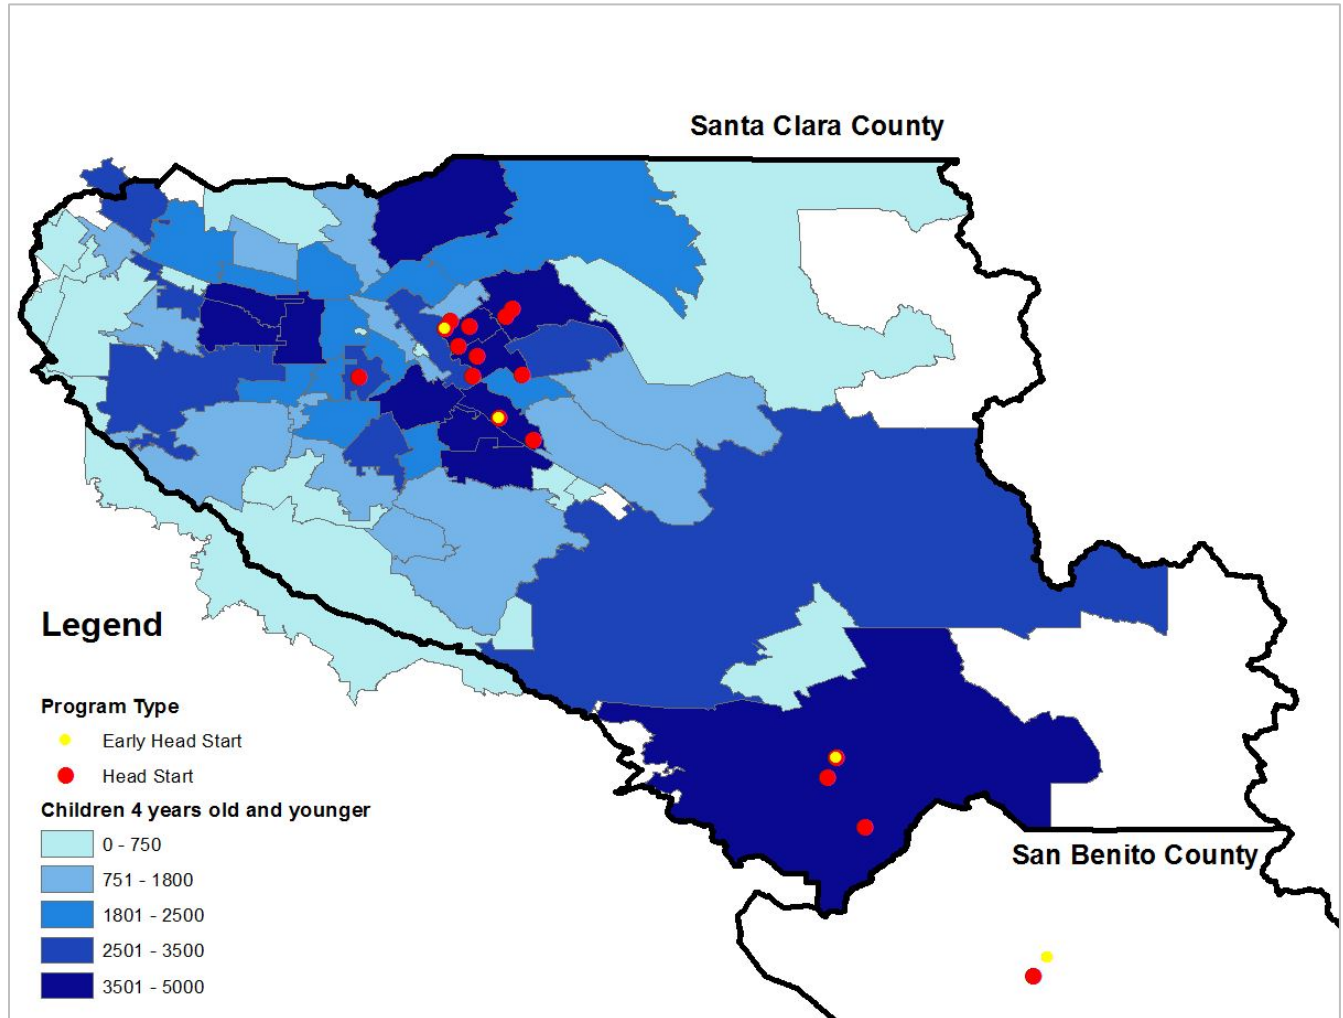 Santa Clara County
San Benito County
Legend
Program Type
Early Head Start
Head Start
Children 4 years old and younger
0 - 750
751 - 1800
1801 - 2500
2501 - 3500
3501 - 5000